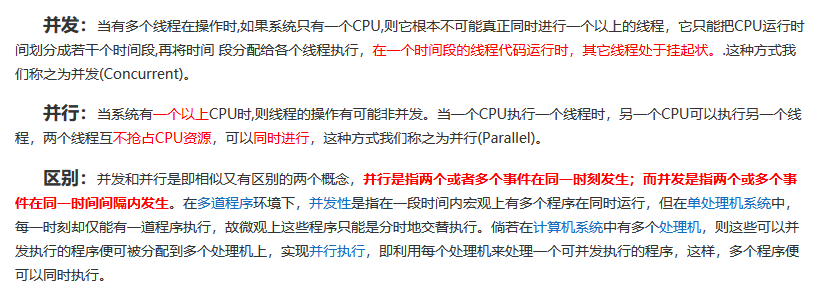 并发：当有多个线程在操作时,如果系统只有一个CPU,则它根本不可能真正同时进行一个以上的线程，它只能把CPU运行时
间划分成若干个时间段,再将时间 段分配给各个线程执行，在一个时间段的线程代码运行时，其它线程处于挂起状。.这种方式我
们称之为并发(Concurrent)。
并行：当系统有一个以上CPU时,则线程的操作有可能非并发。当一个CPU执行一个线程时，另一个CPU可以执行另一个线
程，两个线程互不抢占CPU资源，可以同时进行，这种方式我们称之为并行(Parallel)。
区别：并发和并行是即相似又有区别的两个概念，并行是指两个或者多个事件在同一时刻发生；而并发是指两个或多个事
件在同一时间间隔内发生。在多道程序环境下，并发性是指在一段时间内宏观上有多个程序在同时运行，但在单处理机系统中，
每一时刻却仅能有一道程序执行，故微观上这些程序只能是分时地交替执行。倘若在计算机系统中有多个处理机，则这些可以并
发执行的程序便可被分配到多个处理机上，实现并行执行，即利用每个处理机来处理一个可并发执行的程序，这样，多个程序便
可以同时执行。